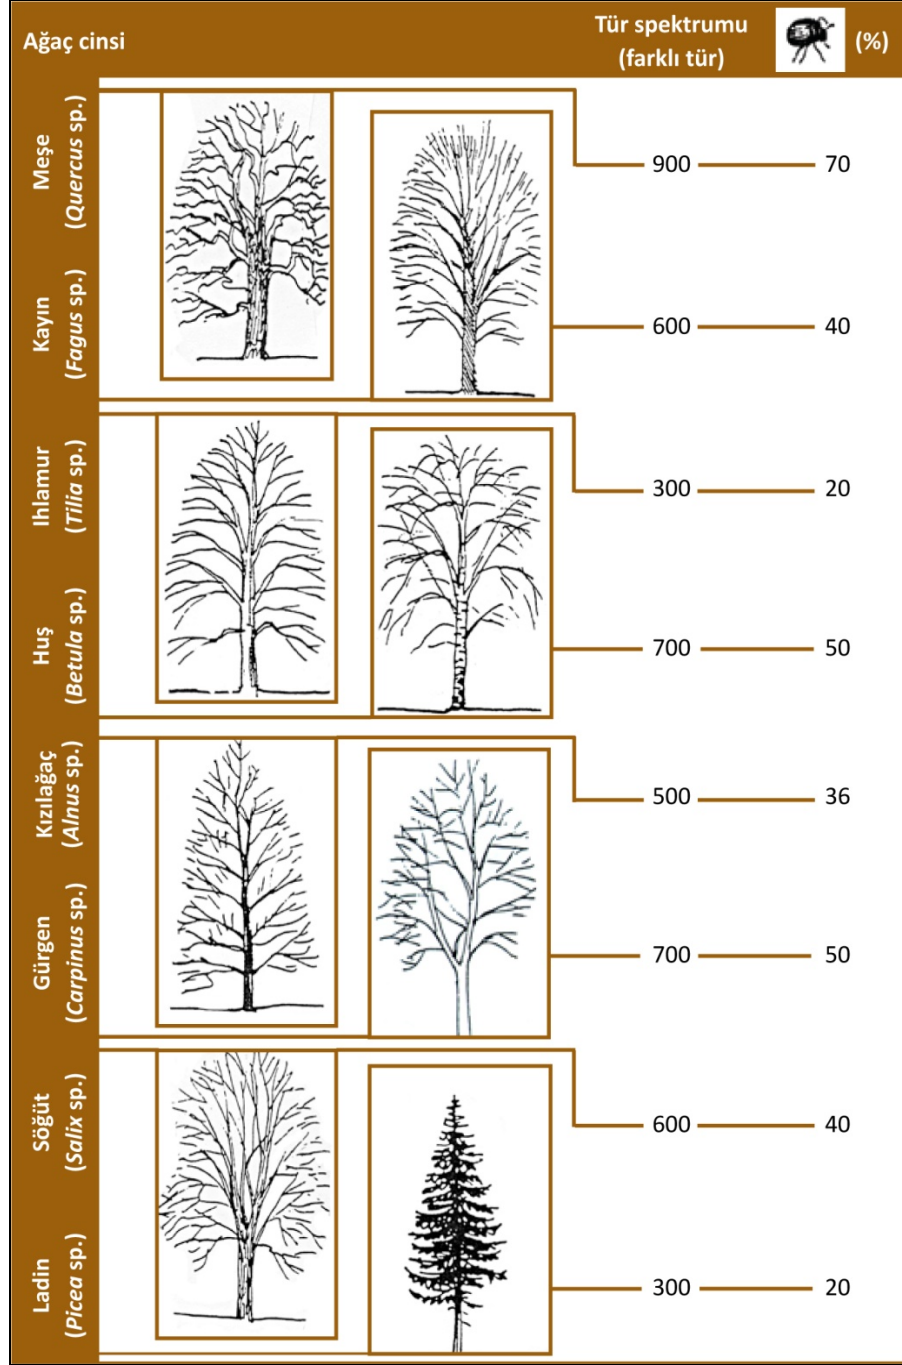 Ağaç cinsi
Tür spektrumu
(farklı tür)
(%)
Meşe
(Quercus sp.)
900 70
Kayın
(Fagus sp.)
600 40
Ihlamur
(Tilia sp.)
300 20
Huş
(Betula sp.)
700 50
Kızılağaç
(Alnus sp.)
500 36
Gürgen
(Carpinus sp.)
700 50
Söğüt
(Salix sp.)
600 40
Ladin
(Picea sp.)
300 20